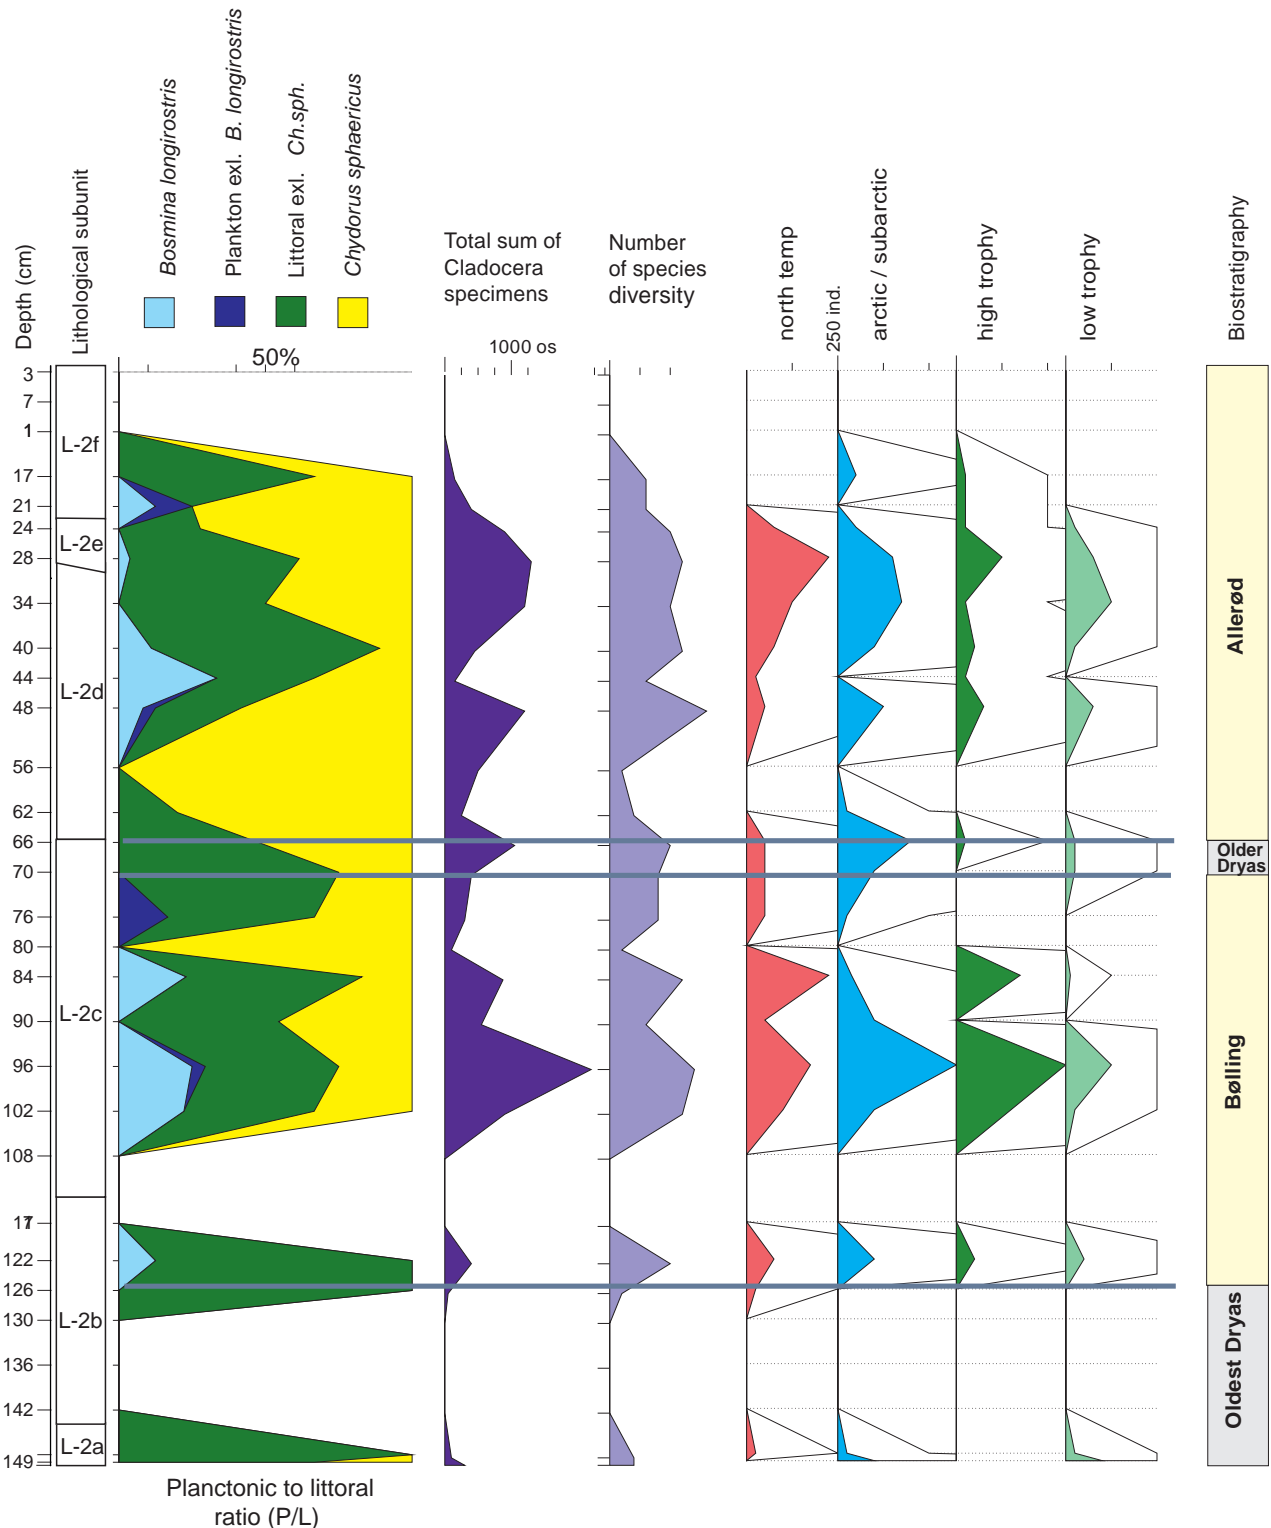 Depth (cm)
Lithological subunit
Bosmina longirostris
Plankton exl. B. longirostris
Littoral exl. Ch.sph.
Chydorus sphaericus
50%
Total sum of
Cladocera
specimens
1000 os
Number
of species
diversity
north temp
250 ind.
arctic / subarctic
high trophy
low trophy
Biostratigraphy
3
7
1
17
21
24
28
34
40
44
48
56
62
66
70
76
80
84
90
96
102
108
17
122
126
130
136
142
149
L-2f
L-2e
L-2d
L-2c
L-2b
L-2a
Allerød
Older
Dryas
Bølling
Oldest Dryas
Planctonic to littoral
ratio (P/L)